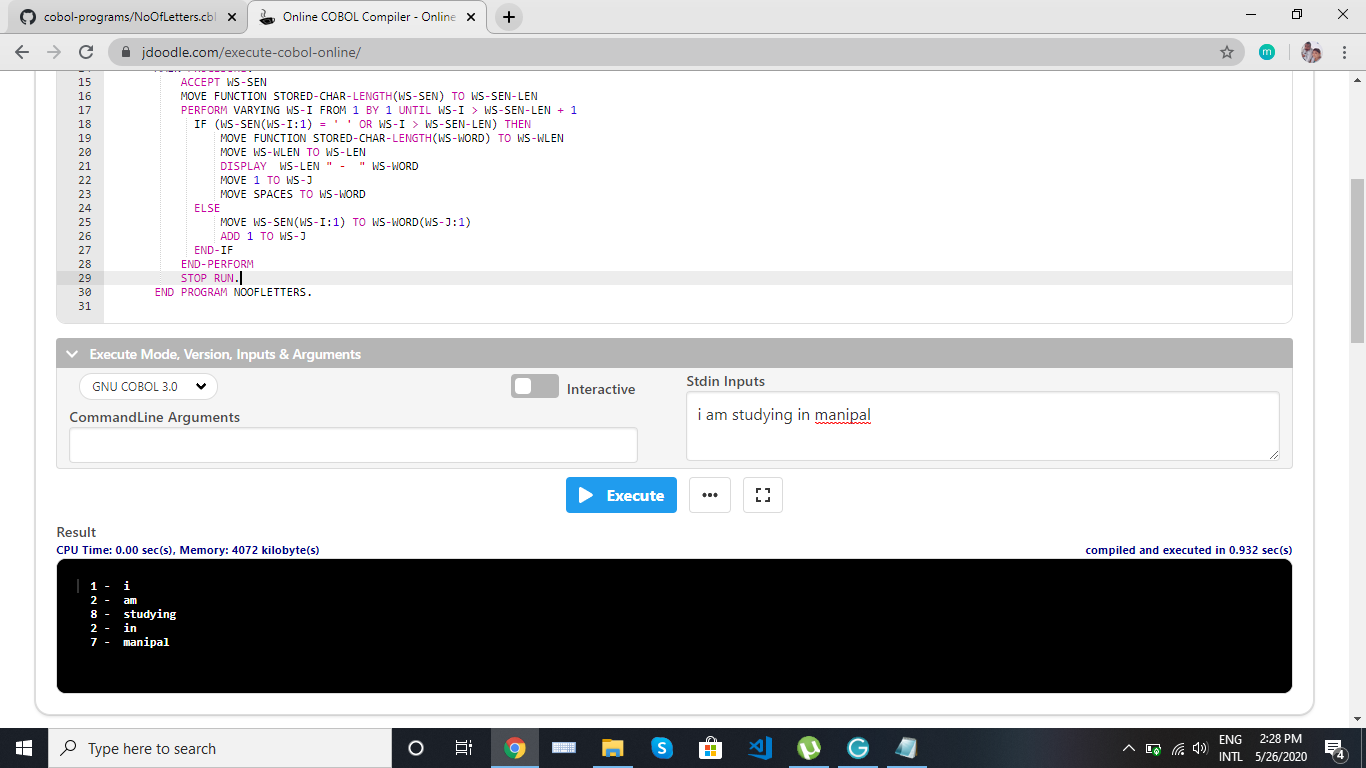 cobol-programs/NoOfLetters.cbl
Online COBOL Compiler - Online
jdoodle.com/execute-cobol-online/
m
15 ACCEPT WS-SEN
16 MOVE FUNCTION STORED-CHAR-LENGTH(WS-SEN) TO WS-SEN-LEN
17 PERFORM VARYING WS-I FROM 1 BY 1 UNTIL WS-I > WS-SEN-LEN + 1
18 IF (WS-SEN(WS-I:1) = ' ' OR WS-I > WS-SEN-LEN) THEN
19 MOVE FUNCTION STORED-CHAR-LENGTH(WS-WORD) TO WS-WLEN
20 MOVE WS-WLEN TO WS-LEN
21 DISPLAY  WS-LEN " -  " WS-WORD
22 MOVE 1 TO WS-J
23 MOVE SPACES TO WS-WORD
24 ELSE
25 MOVE WS-SEN(WS-I:1) TO WS-WORD(WS-J:1)
26 ADD 1 TO WS-J
27 END-IF
28 END-PERFORM
29 STOP RUN.
30 END PROGRAM NOOFLETTERS.
31
Execute Mode, Version, Inputs & Arguments
GNU COBOL 3.0
Interactive
Stdin Inputs
CommandLine Arguments
i am studying in manipal
Execute
Result
CPU Time: 0.00 sec(s), Memory: 4072 kilobyte(s)
compiled and executed in 0.932 sec(s)
1 -  i
2 -  am
8 -  studying
2 -  in
7 -  manipal
Type here to search
ENG
INTL
2:28 PM
5/26/2020
4